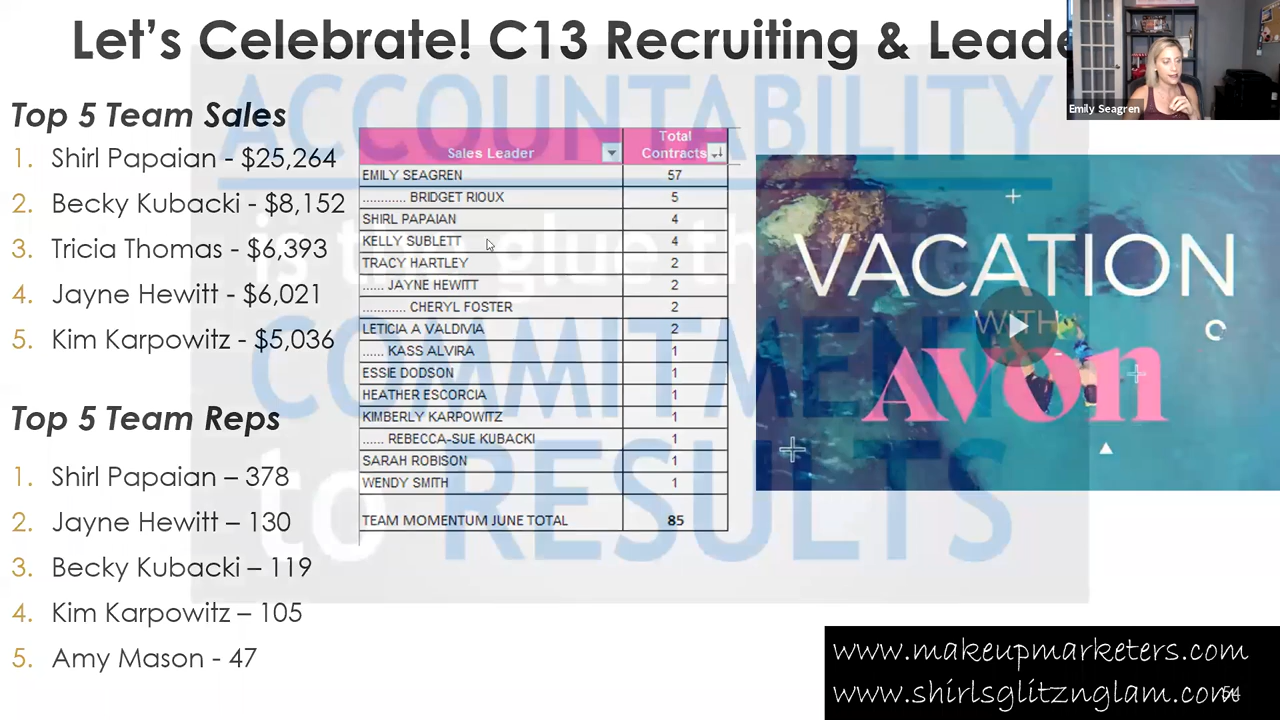 Let's Celebrate! C13 Recruiting & Leade
Emily Seagren
Top 5 Team Sales
1. Shirl Papaian - $25,264
2. Becky Kubacki - $8,152
3. Tricia Thomas - $6,393
4. Jayne Hewitt - $6,021
5. Kim Karpowitz - $5,036
Top 5 Team Reps
1. Shirl Papaian – 378
2. Jayne Hewitt – 130
3. Becky Kubacki – 119
4. Kim Karpowitz – 105
5. Amy Mason - 47
Sales Leader Total Contracts
EMILY SEAGREN 57
............ BRIDGET RIOUX 5
SHIRL PAPAIAN 4
KELLY SUBLETT 4
TRACY HARTLEY 2
...... JAYNE HEWITT 2
............ CHERYL FOSTER 2
LETICIA A VALDIVIA 2
...... KASS ALVIRA 1
ESSIE DODSON 1
HEATHER ESCORCIA 1
KIMBERLY KARPOWITZ 1
...... REBECCA-SUE KUBACKI 1
SARAH ROBISON 1
WENDY SMITH 1
TEAM MOMENTUM JUNE TOTAL 85
ACCOUNTABILITY
is the glue th
COMMITMENT
to RESULTS
VACATION
WITH
AVON
www.makeupmarketers.com
www.shirlsglitznglam.com